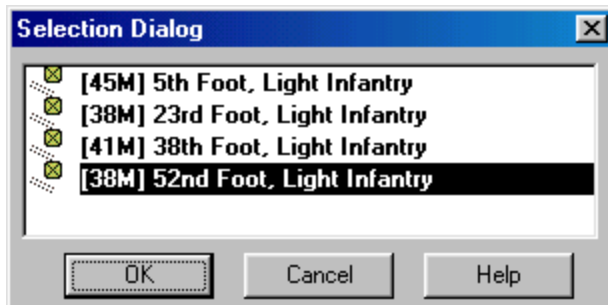 Selection Dialog
[45M] 5th Foot, Light Infantry
[38M] 23rd Foot, Light Infantry
[41M] 38th Foot, Light Infantry
[38M] 52nd Foot, Light Infantry
OK Cancel Help